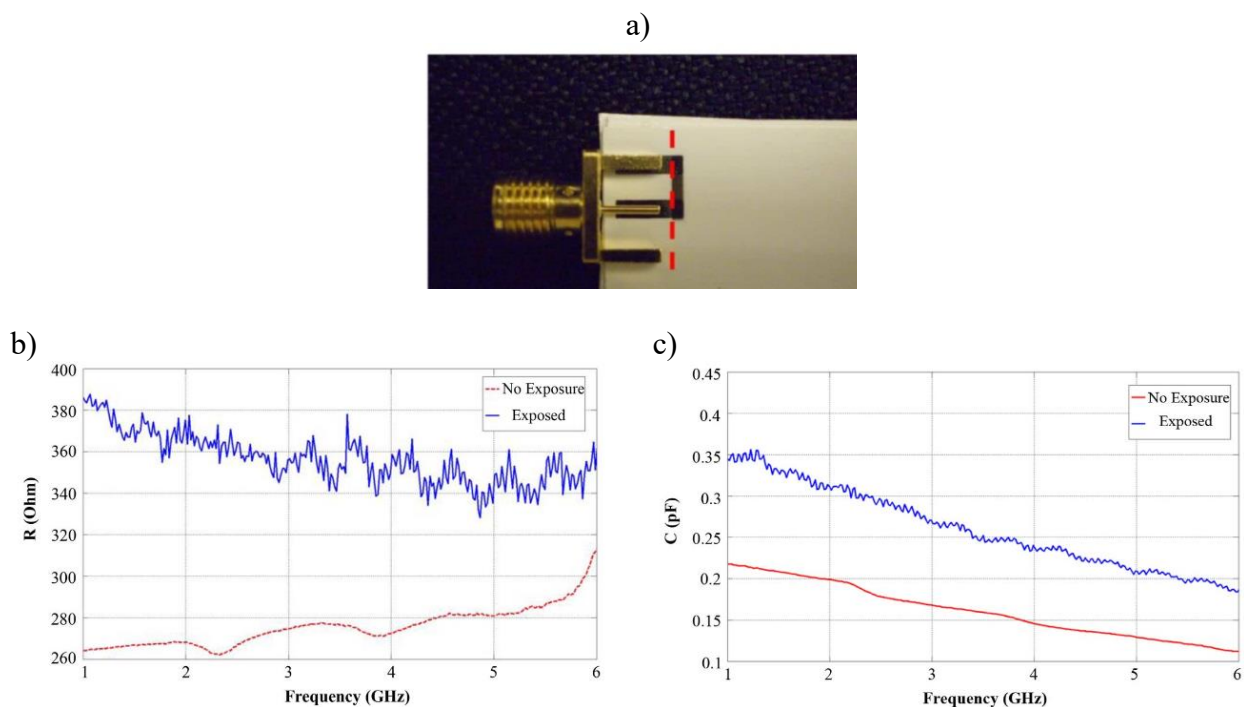 a)
b)
400
380
360
340
320
300
280
260
R (Ohm)
No Exposure
Exposed
1
2
3
4
5
6
Frequency (GHz)
c)
0.45
0.4
0.35
0.3
0.25
0.2
0.15
0.1
C (pF)
No Exposure
Exposed
1
2
3
4
5
6
Frequency (GHz)